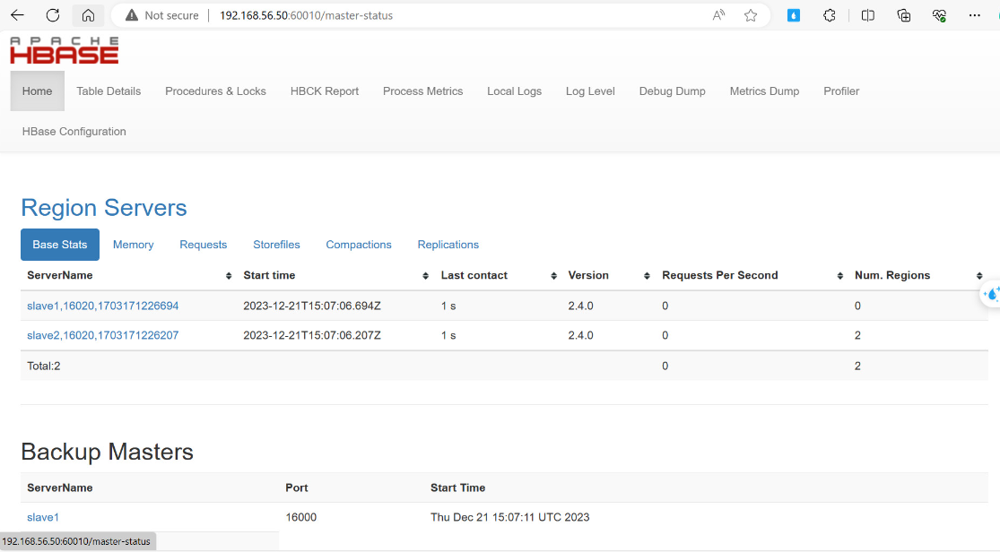 Not secure | 192.168.56.50:60010/master-status
APACHE
HBASE
Home Table Details Procedures & Locks HBCK Report Process Metrics Local Logs Log Level Debug Dump Metrics Dump Profiler
HBase Configuration
Region Servers
Base Stats Memory Requests Storefiles Compactions Replications
ServerName Start time Last contact Version Requests Per Second Num. Regions
slave1,16020,1703171226694 2023-12-21T15:07:06.694Z 1 s 2.4.0 0 0
slave2,16020,1703171226207 2023-12-21T15:07:06.207Z 1 s 2.4.0 0 2
Total:2 0 2
Backup Masters
ServerName Port Start Time
slave1 16000 Thu Dec 21 15:07:11 UTC 2023
192.168.56.50:60010/master-status